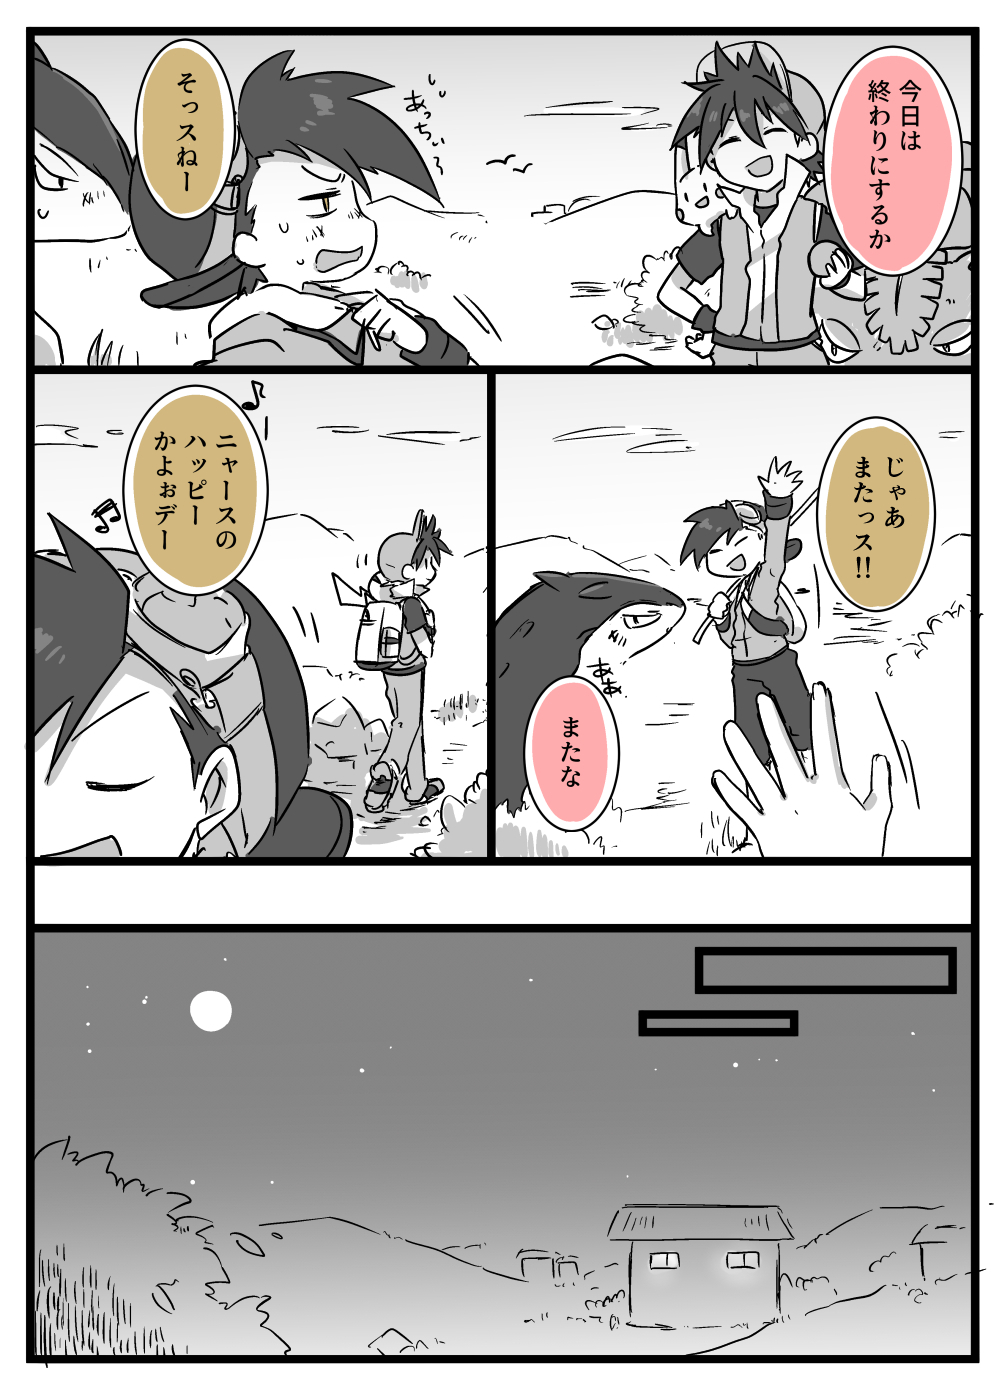 今日は
終わりにするか
あっちぃ〜
そっスねー
じゃあ
またっス!!
ああ
またな
ニャースの
ハッピー
かよぉデー